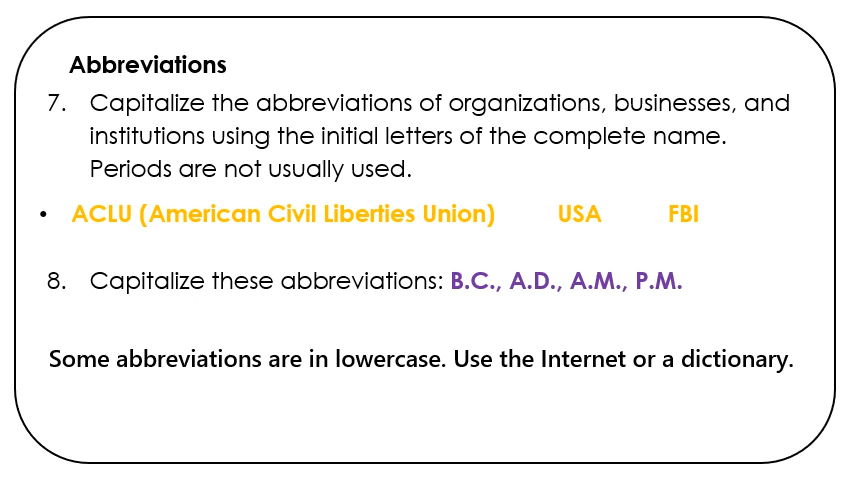 Abbreviations
7. Capitalize the abbreviations of organizations, businesses, and
institutions using the initial letters of the complete name.
Periods are not usually used.
• ACLU (American Civil Liberties Union) USA FBI
8. Capitalize these abbreviations: B.C., A.D., A.M., P.M.
Some abbreviations are in lowercase. Use the Internet or a dictionary.